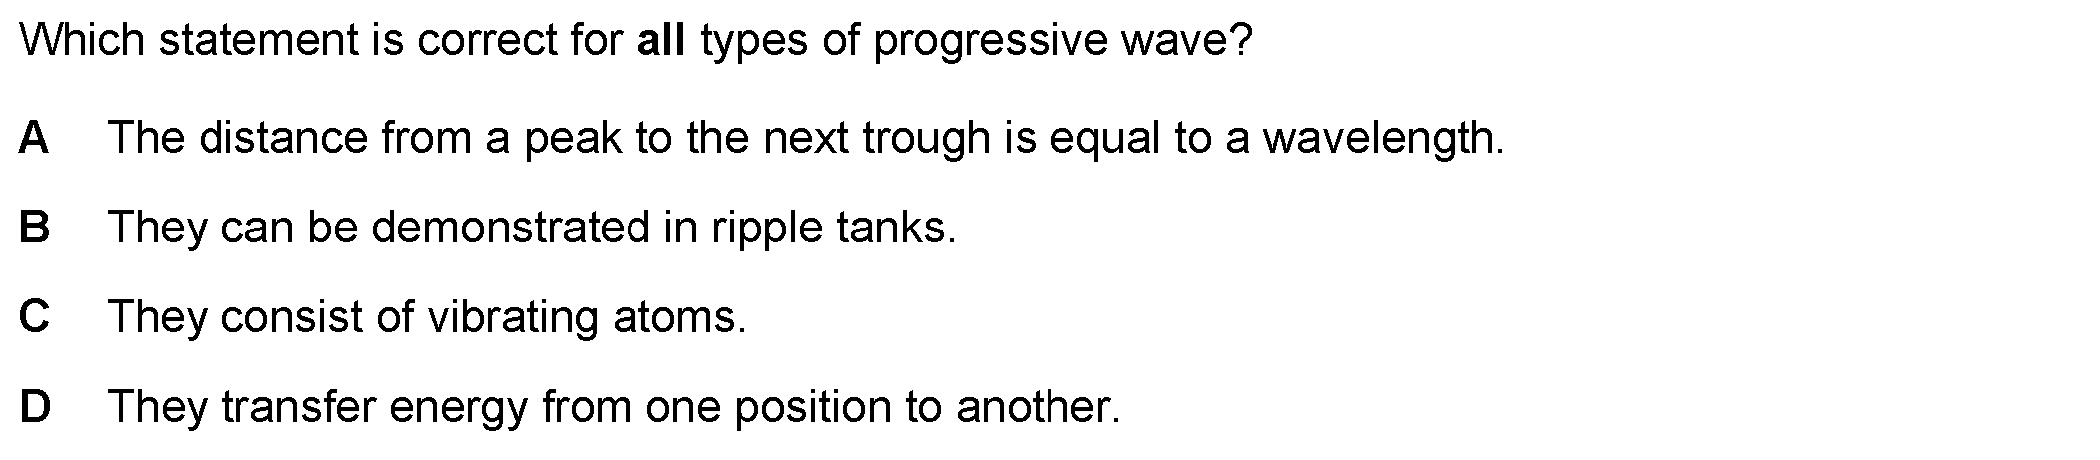 Which statement is correct for all types of progressive wave?
A The distance from a peak to the next trough is equal to a wavelength.
B They can be demonstrated in ripple tanks.
C They consist of vibrating atoms.
D They transfer energy from one position to another.